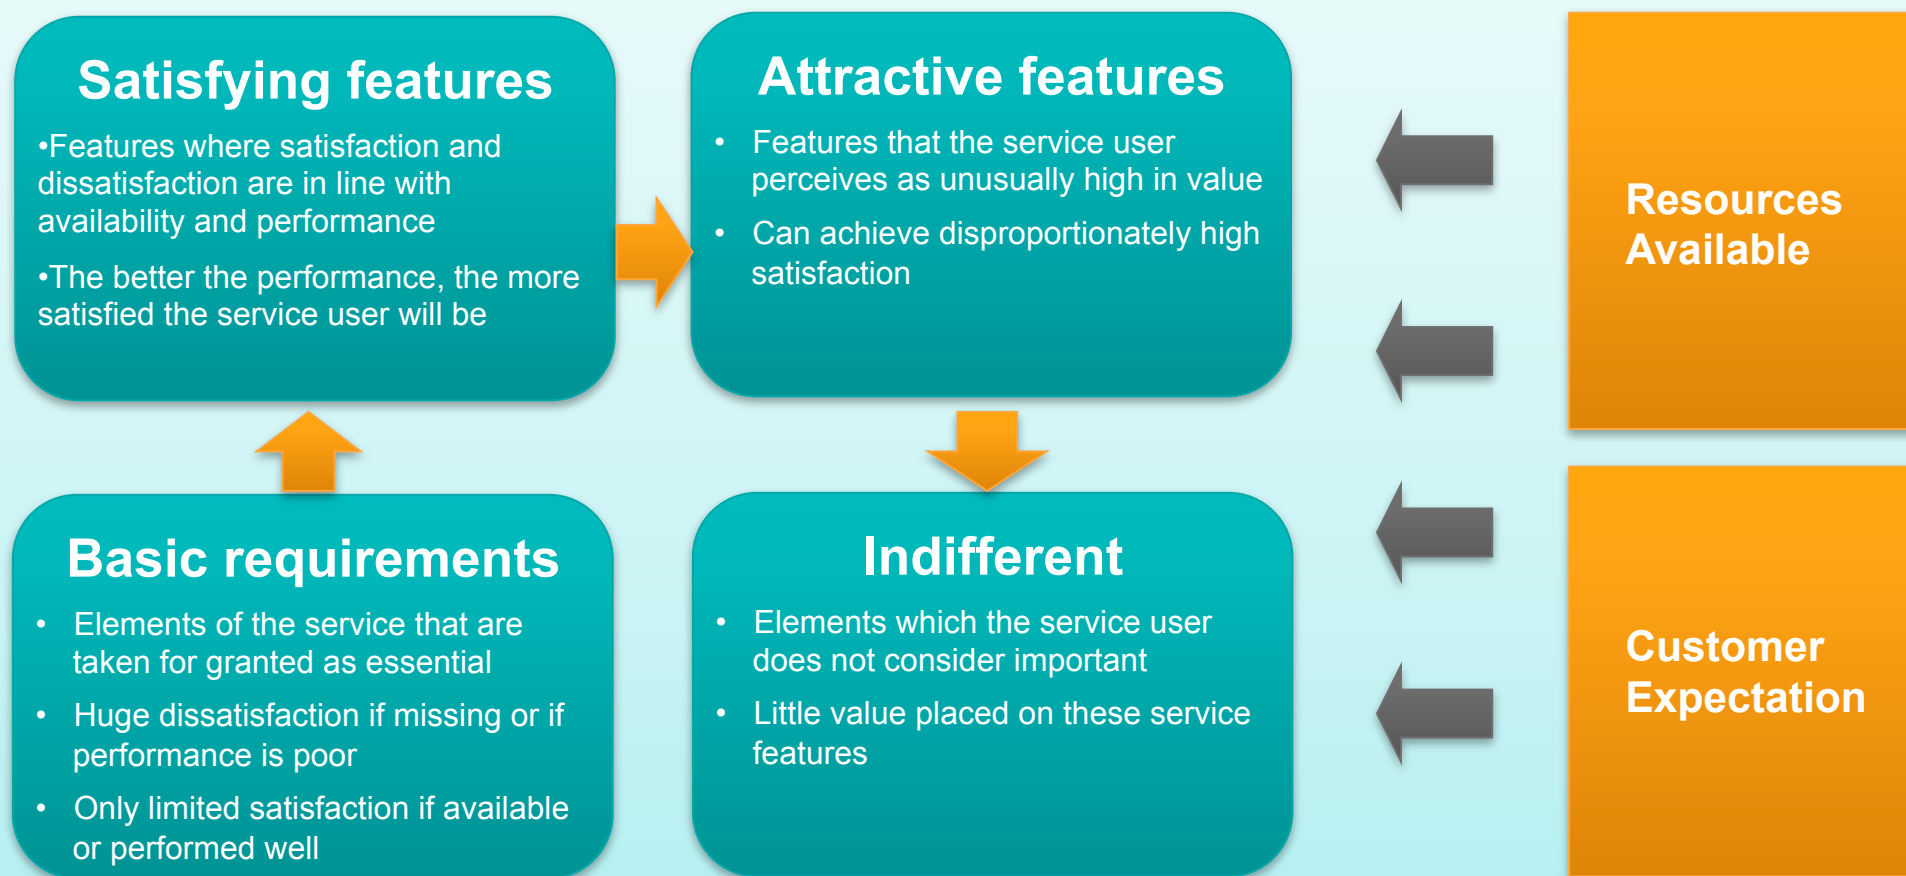 Satisfying features
•Features where satisfaction and
dissatisfaction are in line with
availability and performance
•The better the performance, the more
satisfied the service user will be
Attractive features
• Features that the service user
perceives as unusually high in value
• Can achieve disproportionately high
satisfaction
Resources
Available
Basic requirements
• Elements of the service that are
taken for granted as essential
• Huge dissatisfaction if missing or if
performance is poor
• Only limited satisfaction if available
or performed well
Indifferent
• Elements which the service user
does not consider important
• Little value placed on these service
features
Customer
Expectation